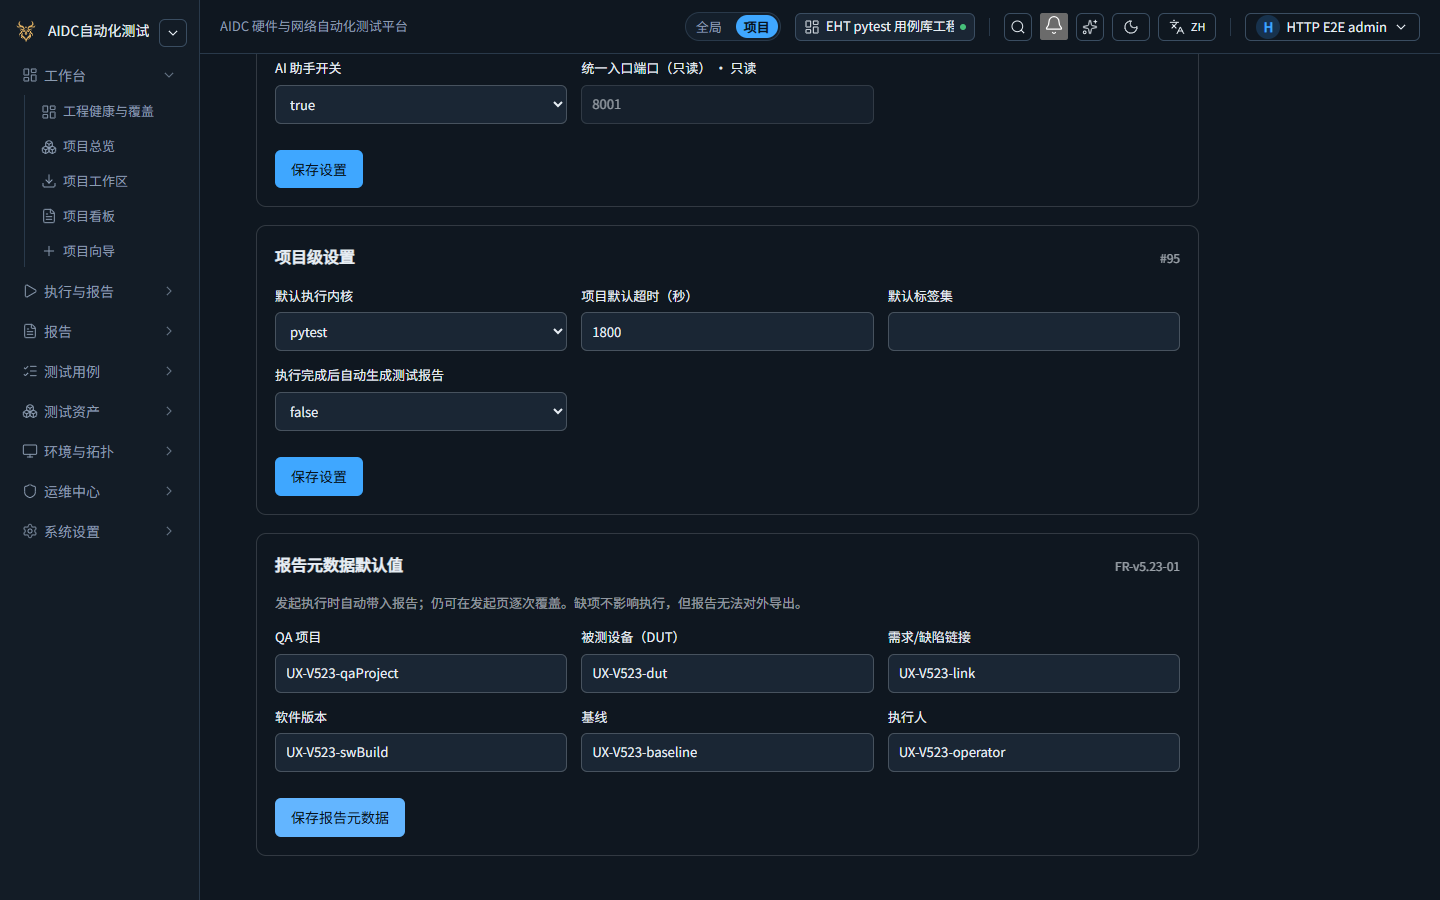 AIDC自动化测试
AIDC 硬件与网络自动化测试平台
全局
项目
EHT pytest 用例库工程
ZH
H
HTTP E2E admin
工作台
工程健康与覆盖
项目总览
项目工作区
项目看板
项目向导
执行与报告
报告
测试用例
测试资产
环境与拓扑
运维中心
系统设置
AI 助手开关
统一入口端口（只读） • 只读
true
8001
保存设置
项目级设置
#95
默认执行内核
项目默认超时（秒）
默认标签集
pytest
1800
执行完成后自动生成测试报告
false
保存设置
报告元数据默认值
FR-v5.23-01
发起执行时自动带入报告；仍可在发起页逐次覆盖。缺项不影响执行，但报告无法对外导出。
QA 项目
被测设备（DUT）
需求/缺陷链接
UX-V523-qaProject
UX-V523-dut
UX-V523-link
软件版本
基线
执行人
UX-V523-swBuild
UX-V523-baseline
UX-V523-operator
保存报告元数据